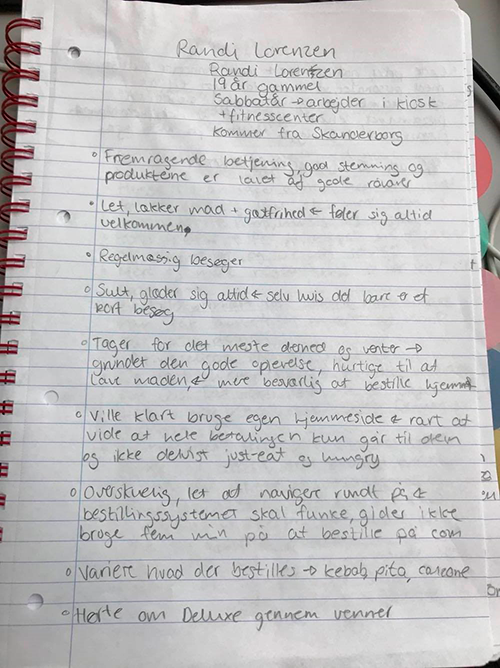 Randi Lorenzen
Randi Lorenzen
19 år gammel
Sabbatår → arbejder i kiosk
+ fitnesscenter
kommer fra Skanderborg
Fremragende betjening, god stemning og
produkterne er lavet af gode råvarer
Let, lækker mad + gæstfrihed & føler sig altid
velkommen,
Regelmæssig besøger
Sult, glæder sig altid & selv hvis det bare er et
kort besøg
Tager for det meste derned og venter →
grundet den gode oplevelse, hurtige til at
lave maden, & mere besværlig at bestille hjemmefra
Ville klart bruge egen hjemmeside & rart at
vide at hele betalingen kun går til dem
og ikke delvist just-eat og hungry
Overskuelig, let at navigere rundt på &
bestillingssystemet skal funke, gider ikke
bruge fem min på at bestille på com
Variere hvad der bestilles → kebab, pita,
Hørte om Deluxe gennem venner